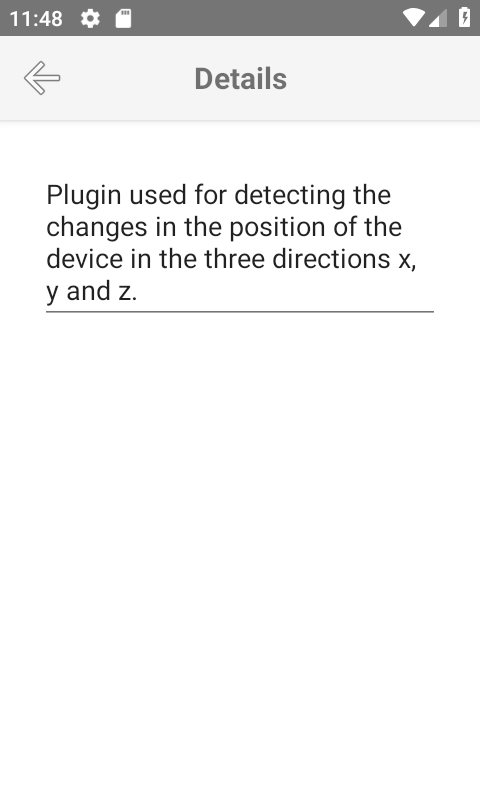 11:48
Details
Plugin used for detecting the
changes in the position of the
device in the three directions x,
y and z.